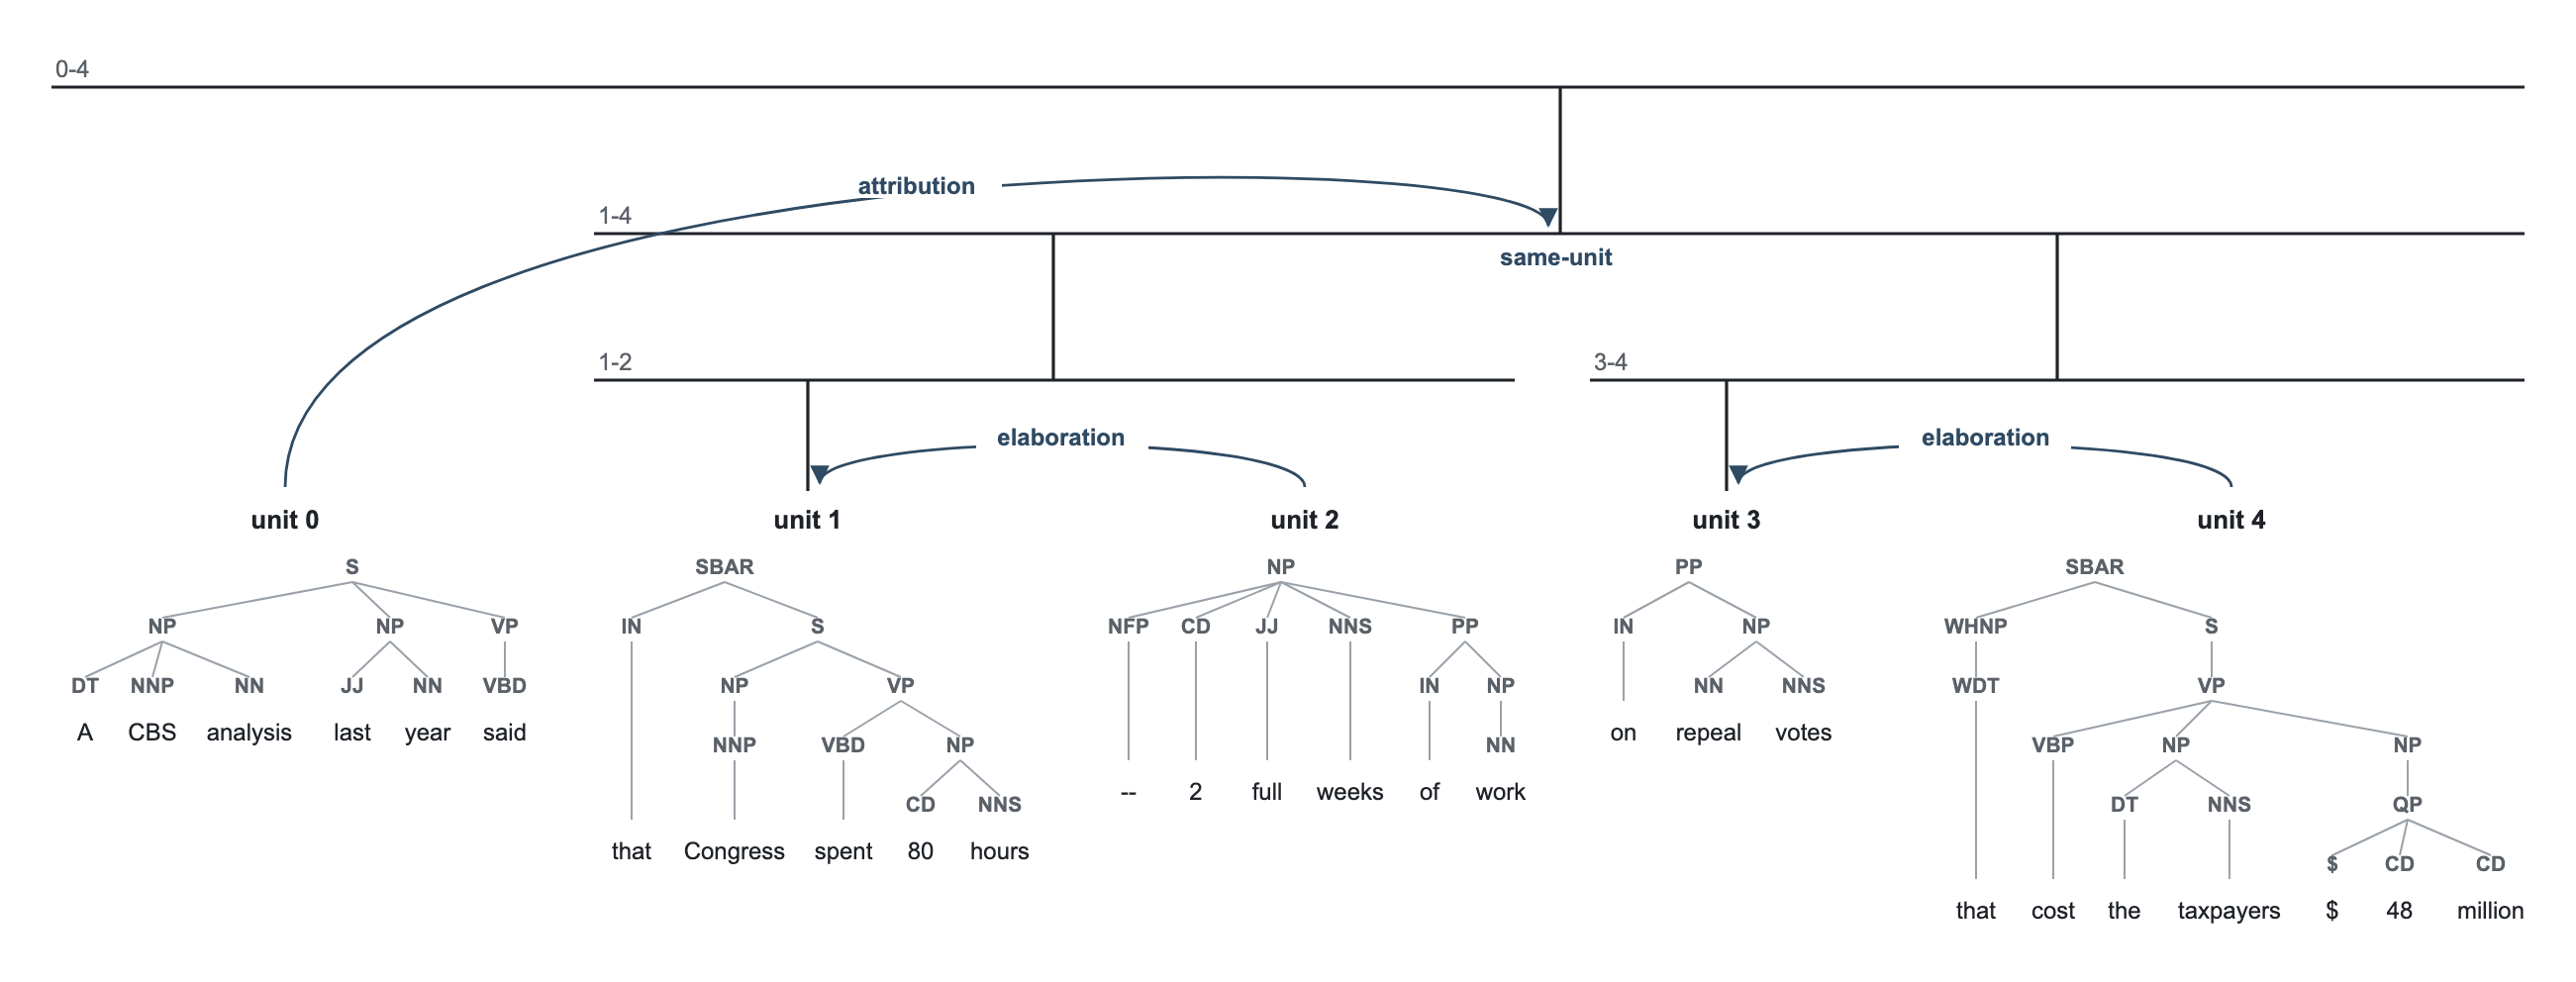 0-4
attribution
1-4
same-unit
1-2
3-4
elaboration elaboration
unit 0 unit 1 unit 2 unit 3 unit 4
S SBAR NP PP SBAR
NP NP VP IN S NFP CD JJ NNS PP IN NP WHNP S
DT NNP NN JJ NN VBD NP VP IN NP NN NNS WDT VP
A CBS analysis last year said on repeal votes
NNP VBD NP NN VBP NP NP
-- 2 full weeks of work
CD NNS DT NNS QP
that Congress spent 80 hours
$ CD CD
that cost the taxpayers $ 48 million